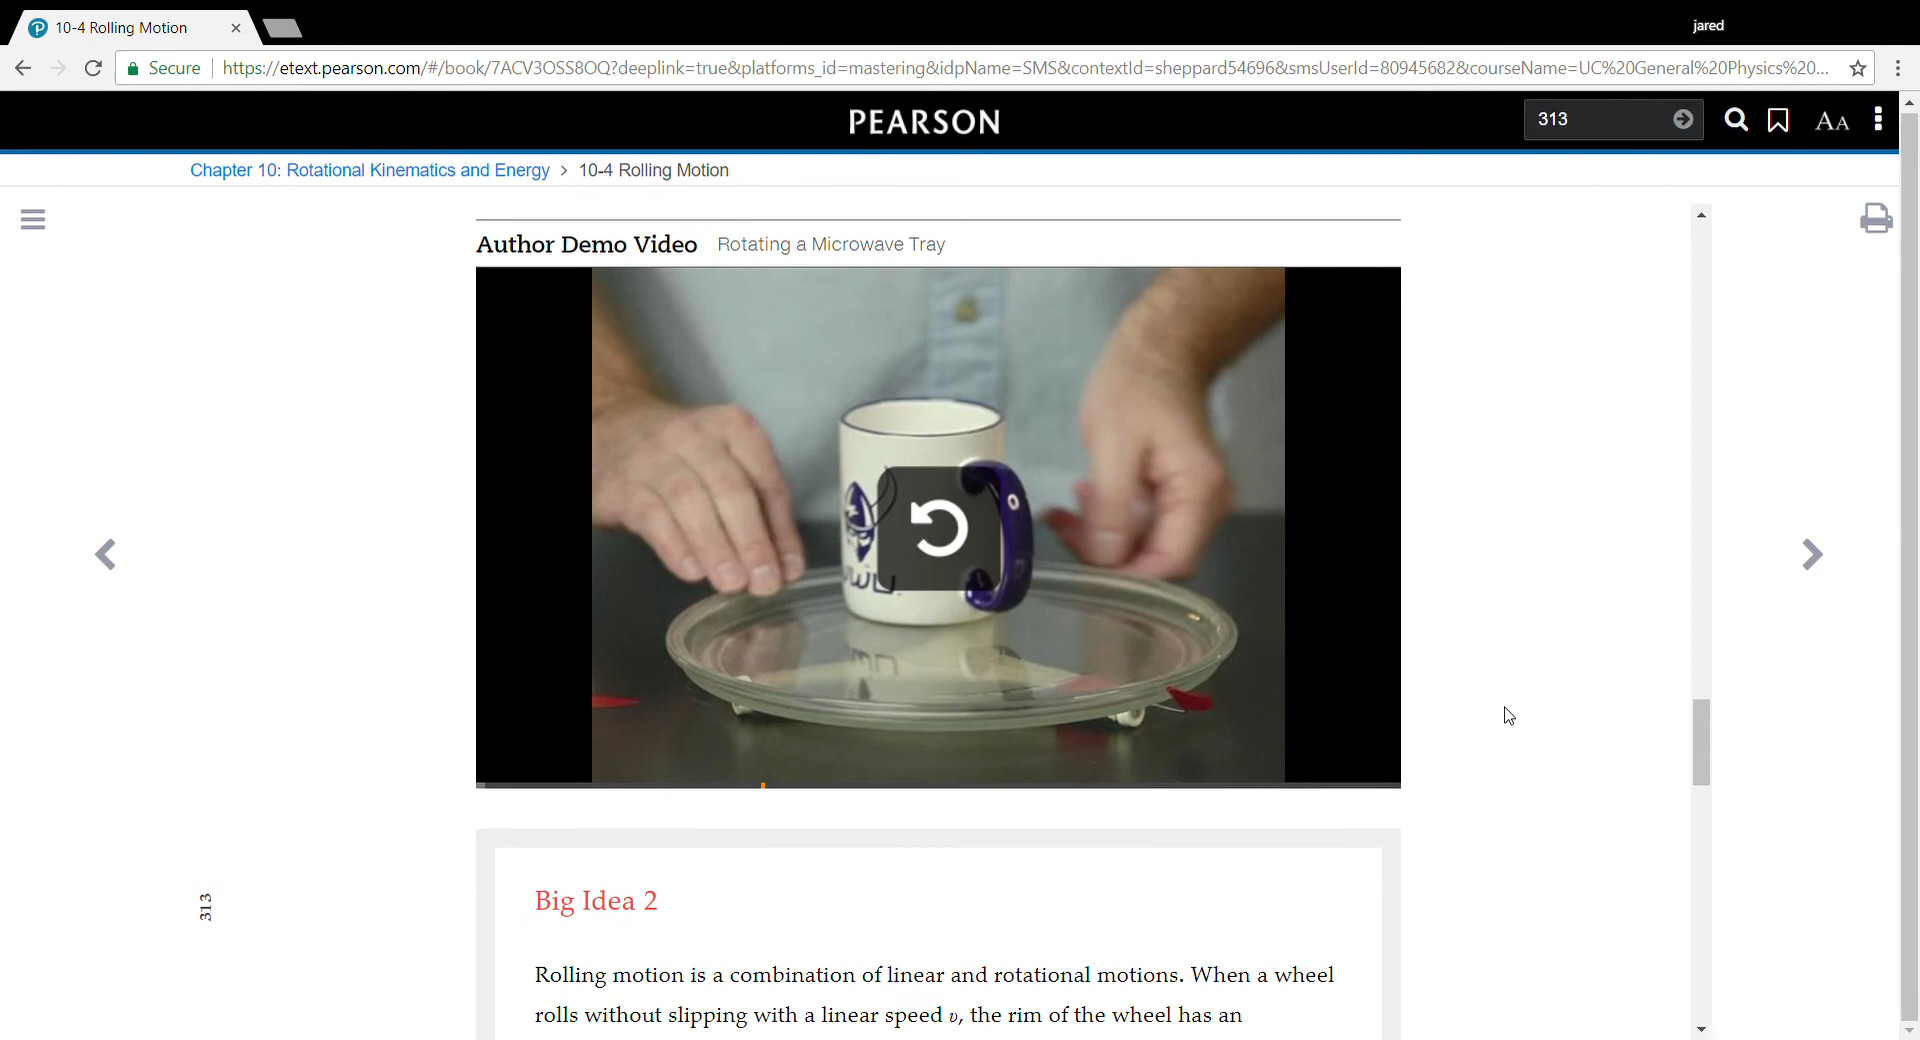 10-4 Rolling Motion
jared
Secure
https://etext.pearson.com/#/book/7ACV3OSS8OQ?deeplink=true&platforms_id=mastering&idpName=SMS&contextId=sheppard54696&smsUserId=80945682&courseName=UC%20General%20Physics%20...
PEARSON
313
AA
Chapter 10: Rotational Kinematics and Energy > 10-4 Rolling Motion
Author Demo Video Rotating a Microwave Tray
WWU
313
Big Idea 2
Rolling motion is a combination of linear and rotational motions. When a wheel
rolls without slipping with a linear speed v, the rim of the wheel has an